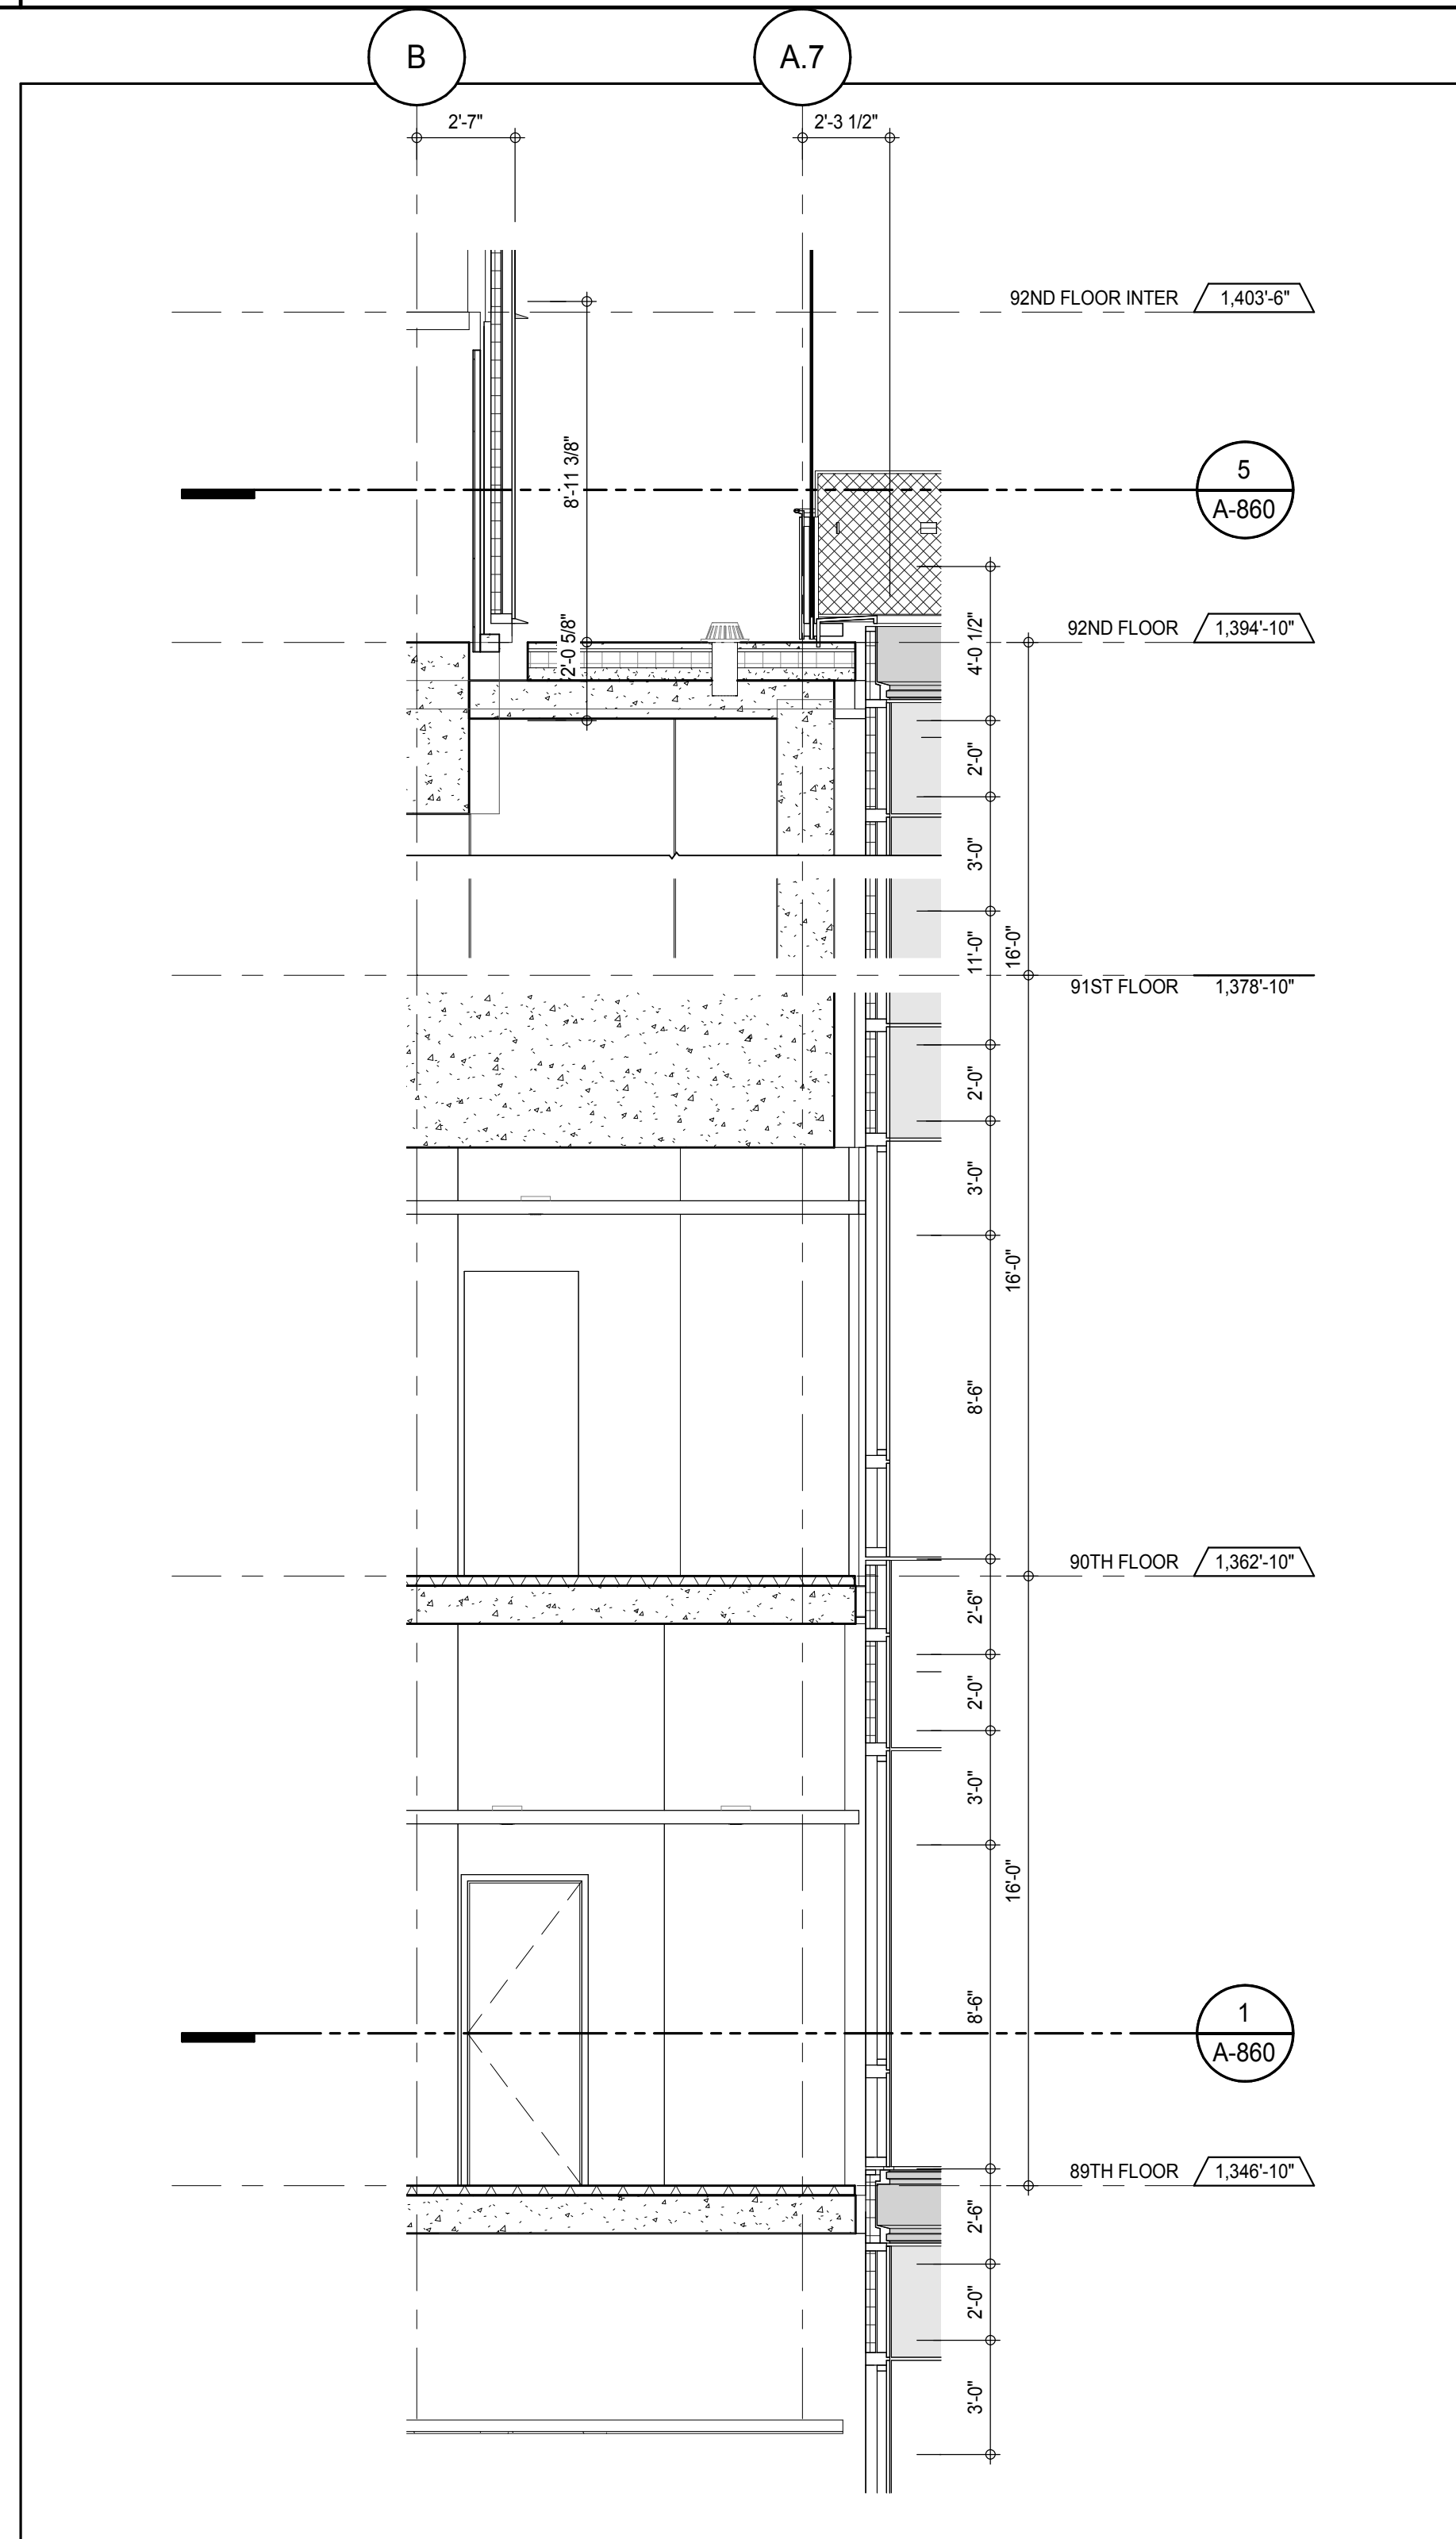 B
A.7
2'-7"
2'-3 1/2"
92ND FLOOR INTER 1,403'-6"
8'-11 3/8"
5
A-860
92ND FLOOR 1,394'-10"
2'-0 5/8"
4'-0 1/2"
2'-0"
3'-0"
11'-0"
16'-0"
91ST FLOOR 1,378'-10"
2'-0"
3'-0"
16'-0"
8'-6"
90TH FLOOR 1,362'-10"
2'-6"
2'-0"
3'-0"
16'-0"
8'-6"
1
A-860
89TH FLOOR 1,346'-10"
2'-6"
2'-0"
3'-0"